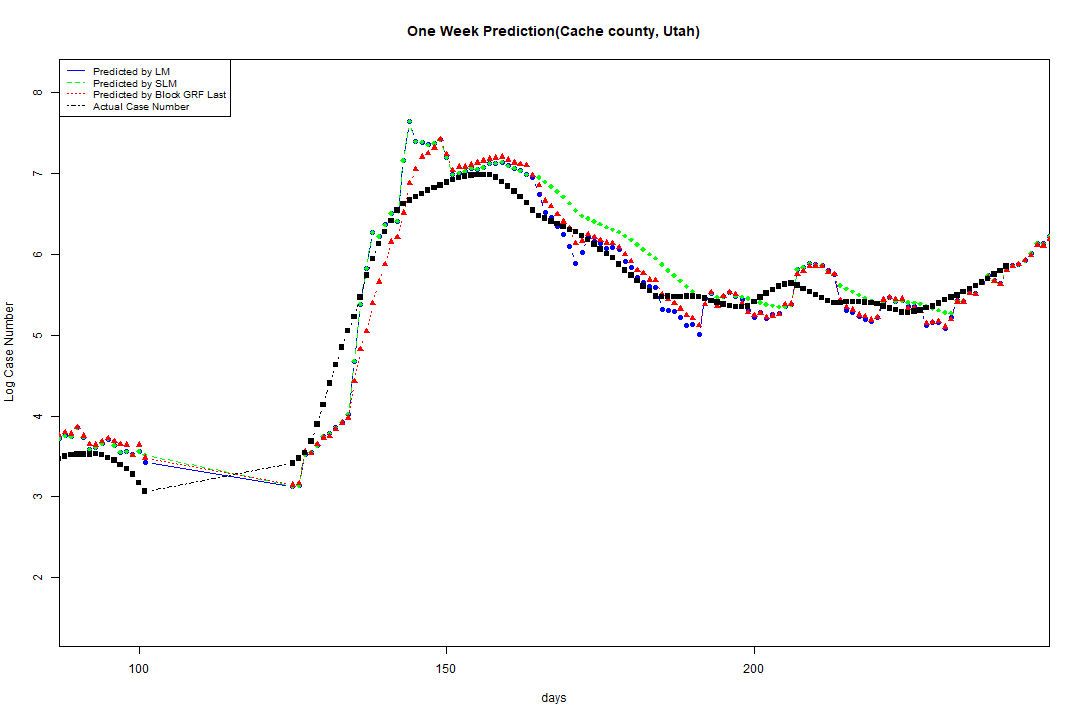 One Week Prediction(Cache county, Utah)
Predicted by LM
Predicted by SLM
Predicted by Block GRF Last
Actual Case Number
8
7
6
5
4
3
2
Log Case Number
100 150 200
days